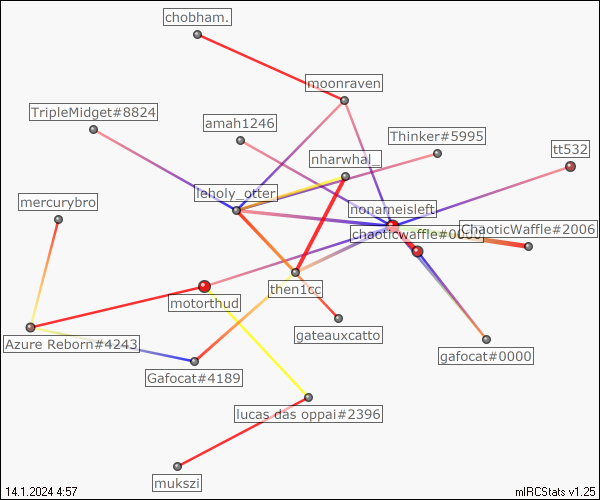 chobham.
moonraven
TripleMidget#8824
amah1246
Thinker#5995
nharwhal_
tt532
leholy_otter
mercurybro
nonameisleft
ChaoticWaffle#2006
chaoticwaffle#0000
then1cc
motorthud
gateauxcatto
Azure Reborn#4243
gafocat#0000
Gafocat#4189
lucas das oppai#2396
mukszi
14.1.2024 4:57
mIRCStats v1.25